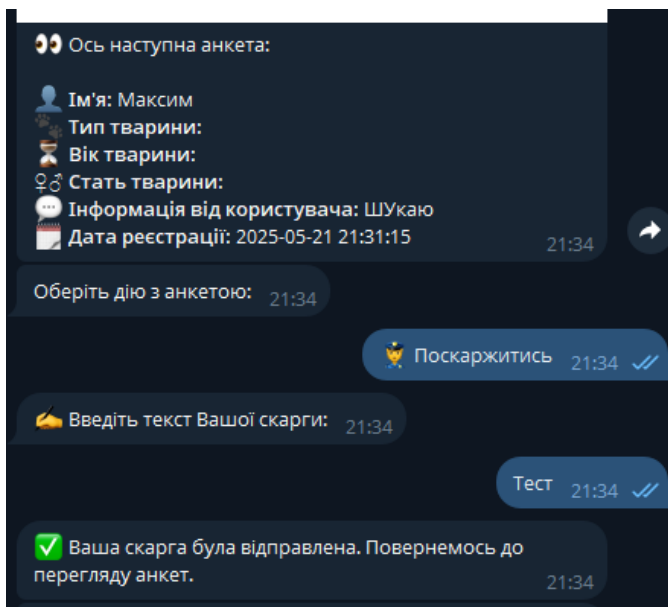 👀 Ось наступна анкета:
👤 Ім'я: Максим
🐾 Тип тварини:
⏳ Вік тварини:
♀♂ Стать тварини:
💬 Інформація від користувача: ШУкаю
🗓 Дата реєстрації: 2025-05-21 21:31:15
21:34
Оберіть дію з анкетою: 21:34
👮 Поскаржитись 21:34
✍ Введіть текст Вашої скарги: 21:34
Тест 21:34
✅ Ваша скарга була відправлена. Повернемось до
перегляду анкет.
21:34